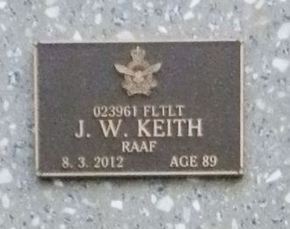 023961 FLTLT
J. W. KEITH
RAAF
8. 3. 2012 AGE 89